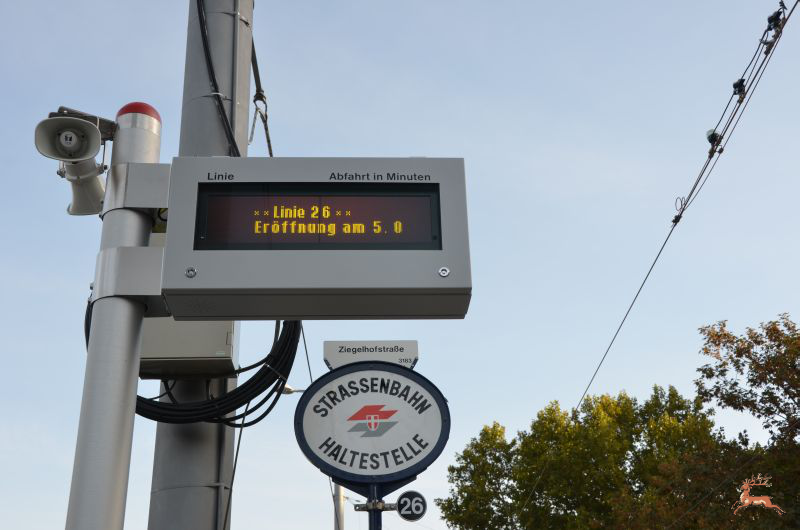 Linie Abfahrt in Minuten
** Linie 26 **
Eröffnung am 5. 0
Ziegelhofstraße
3183
STRASSENBAHN
HALTESTELLE
26